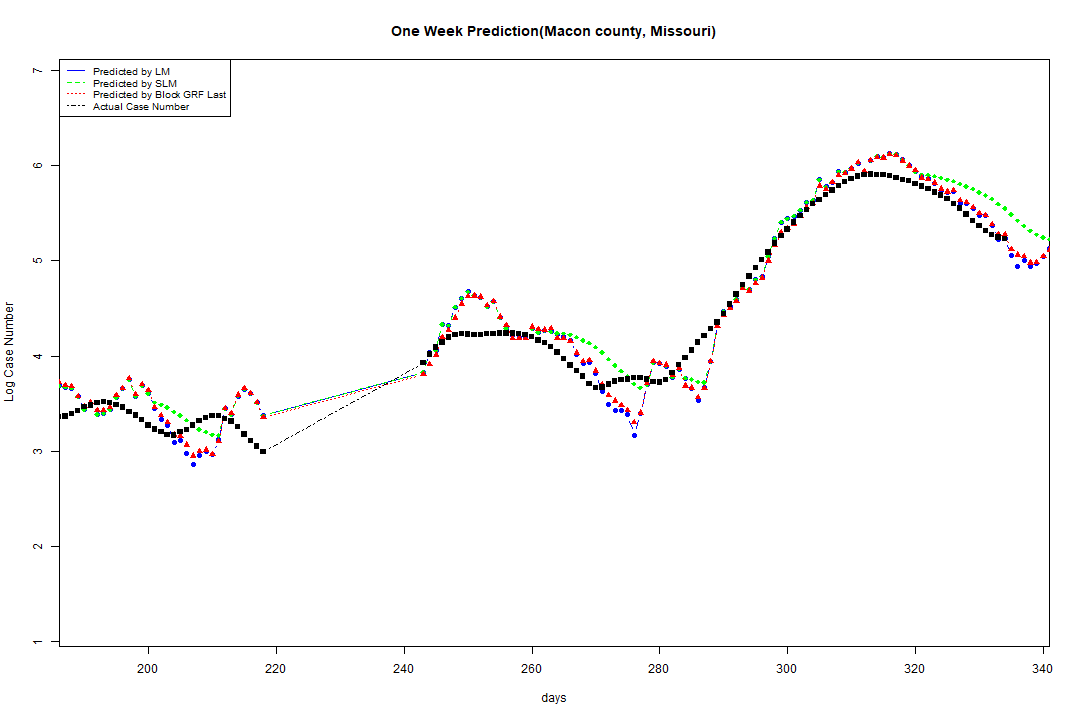 One Week Prediction(Macon county, Missouri)
Predicted by LM
Predicted by SLM
Predicted by Block GRF Last
Actual Case Number
7
6
5
4
3
2
1
Log Case Number
200 220 240 260 280 300 320 340
days